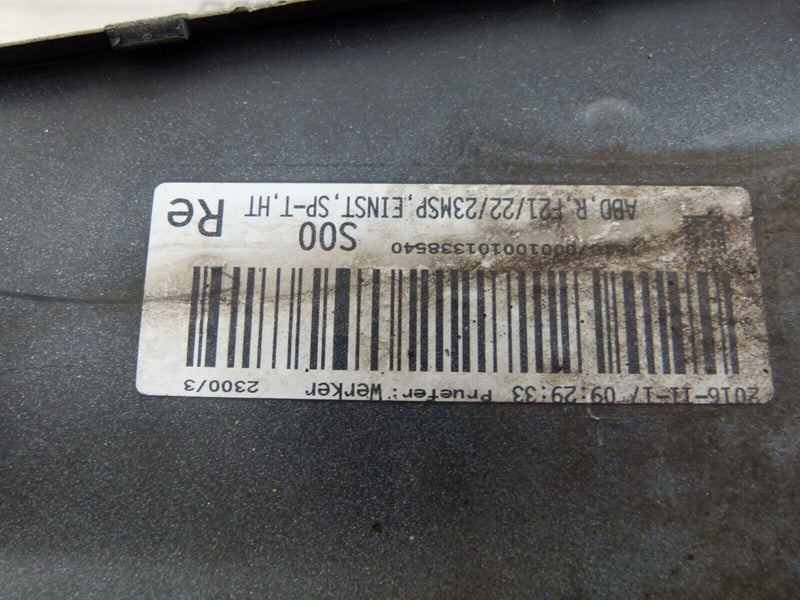 2016-11-17 09:29:33 Pruefer:Werker 2300/3
S00
ABD,R,F21/22/23MSP,EINST,SP-T,HT Re